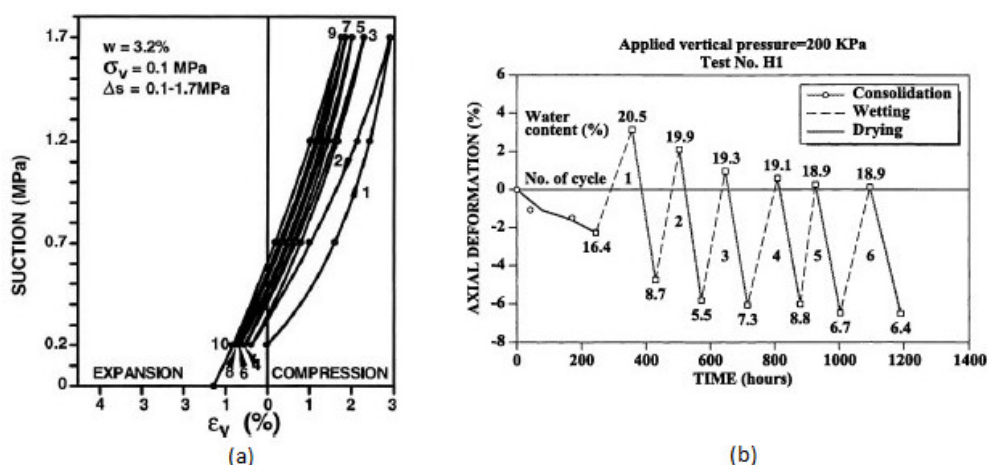 1.7
1.2
0.7
0.2
0
SUCTION (MPa)
w = 3.2%
σv = 0.1 MPa
Δs = 0.1-1.7MPa
9 7 5 3
2
1
10
8 6 4
EXPANSION COMPRESSION
4 3 2 1 0 1 2 3
εv (%)
(a)
Applied vertical pressure=200 KPa
Test No. H1
Consolidation
Wetting
Drying
AXIAL DEFORMATION (%)
6
4
2
0
-2
-4
-6
-8
Water
content (%)
No. of cycle
20.5 19.9 19.3 19.1 18.9 18.9
1 2 3 4 5 6
16.4 8.7 5.5 7.3 8.8 6.7 6.4
0 200 400 600 800 1000 1200 1400
TIME (hours)
(b)